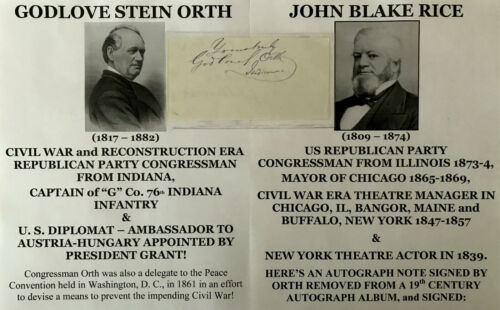 GODLOVE STEIN ORTH
Yours truly
Godlove S. Orth
Indiana
(1817 – 1882)
CIVIL WAR and RECONSTRUCTION ERA
REPUBLICAN PARTY CONGRESSMAN
FROM INDIANA,
CAPTAIN of "G" Co. 76th INDIANA
INFANTRY
&
U. S. DIPLOMAT – AMBASSADOR TO
AUSTRIA-HUNGARY APPOINTED BY
PRESIDENT GRANT!
Congressman Orth was also a delegate to the Peace
Convention held in Washington, D. C., in 1861 in an effort
to devise a means to prevent the impending Civil War!
JOHN BLAKE RICE
(1809 – 1874)
US REPUBLICAN PARTY
CONGRESSMAN FROM ILLINOIS 1873-4,
MAYOR OF CHICAGO 1865-1869,
CIVIL WAR ERA THEATRE MANAGER IN
CHICAGO, IL, BANGOR, MAINE and
BUFFALO, NEW YORK 1847-1857
&
NEW YORK THEATRE ACTOR IN 1839.
HERE'S AN AUTOGRAPH NOTE SIGNED BY
ORTH REMOVED FROM A 19th CENTURY
AUTOGRAPH ALBUM, and SIGNED: